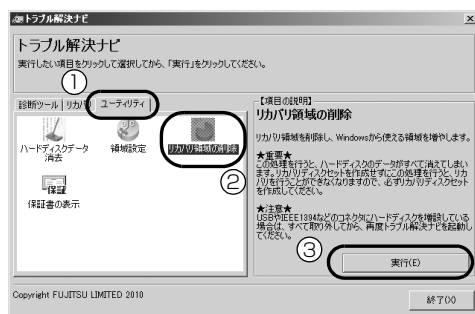 トラブル解決ナビ
トラブル解決ナビ
実行したい項目をクリックして選択してから、「実行」をクリックしてください。
①
診断ツール
リカバリ
ユーティリティ
ハードディスクデータ
消去
領域設定
リカバリ領域の削除
②
保証
保証書の表示
【項目の説明】
リカバリ領域の削除
リカバリ領域を削除し、Windowsから使える領域を増やします。
★重要★
この処理を行うと、ハードディスクのデータがすべて消えてしまい
ます。リカバリディスクセットを作成せずにこの処理を行うと、リカ
バリを行うことができなくなりますので、必ずリカバリディスクセット
を作成してください。
★注意★
USBやIEEE1394などのコネクタにハードディスクを増設している
場合は、すべて取り外してから、再度トラブル解決ナビを起動し
てください。
③
実行(E)
Copyright FUJITSU LIMITED 2010
終了(X)